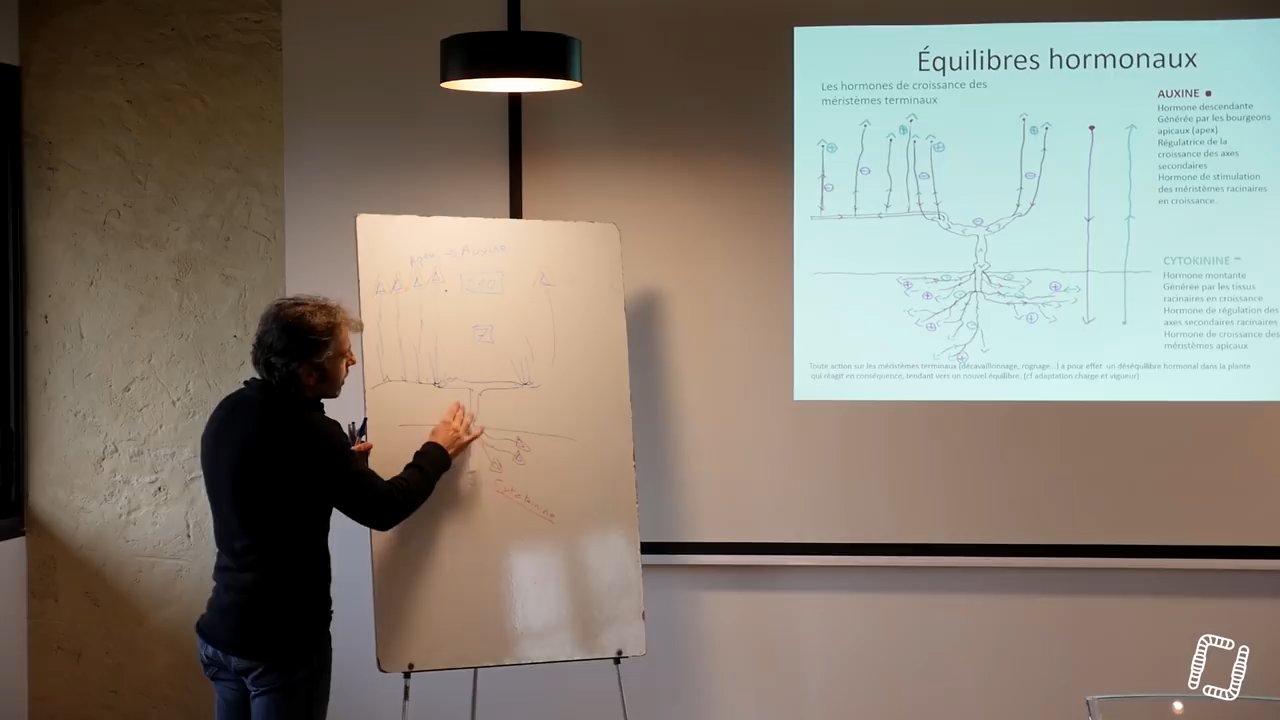 Équilibres hormonaux
Les hormones de croissance des
méristèmes terminaux
AUXINE
Hormone descendante
Générée par les bourgeons
apicaux (apex)
Régulatrice de la
croissance des axes
secondaires
Hormone de stimulation
des méristèmes racinaires
en croissance.
CYTOKININE
Hormone montante
Générée par les tissus
racinaires en croissance
Hormone de régulation des
axes secondaires racinaires
Hormone de croissance des
méristèmes apicaux
Toute action sur les méristèmes terminaux (décavaillonnage, rognage...) a pour effet un déséquilibre hormonal dans la plante
qui réagit en conséquence, tendant vers un nouvel équilibre. (cf adaptation charge et vigueur)
Apex → Auxine
Cytokinine